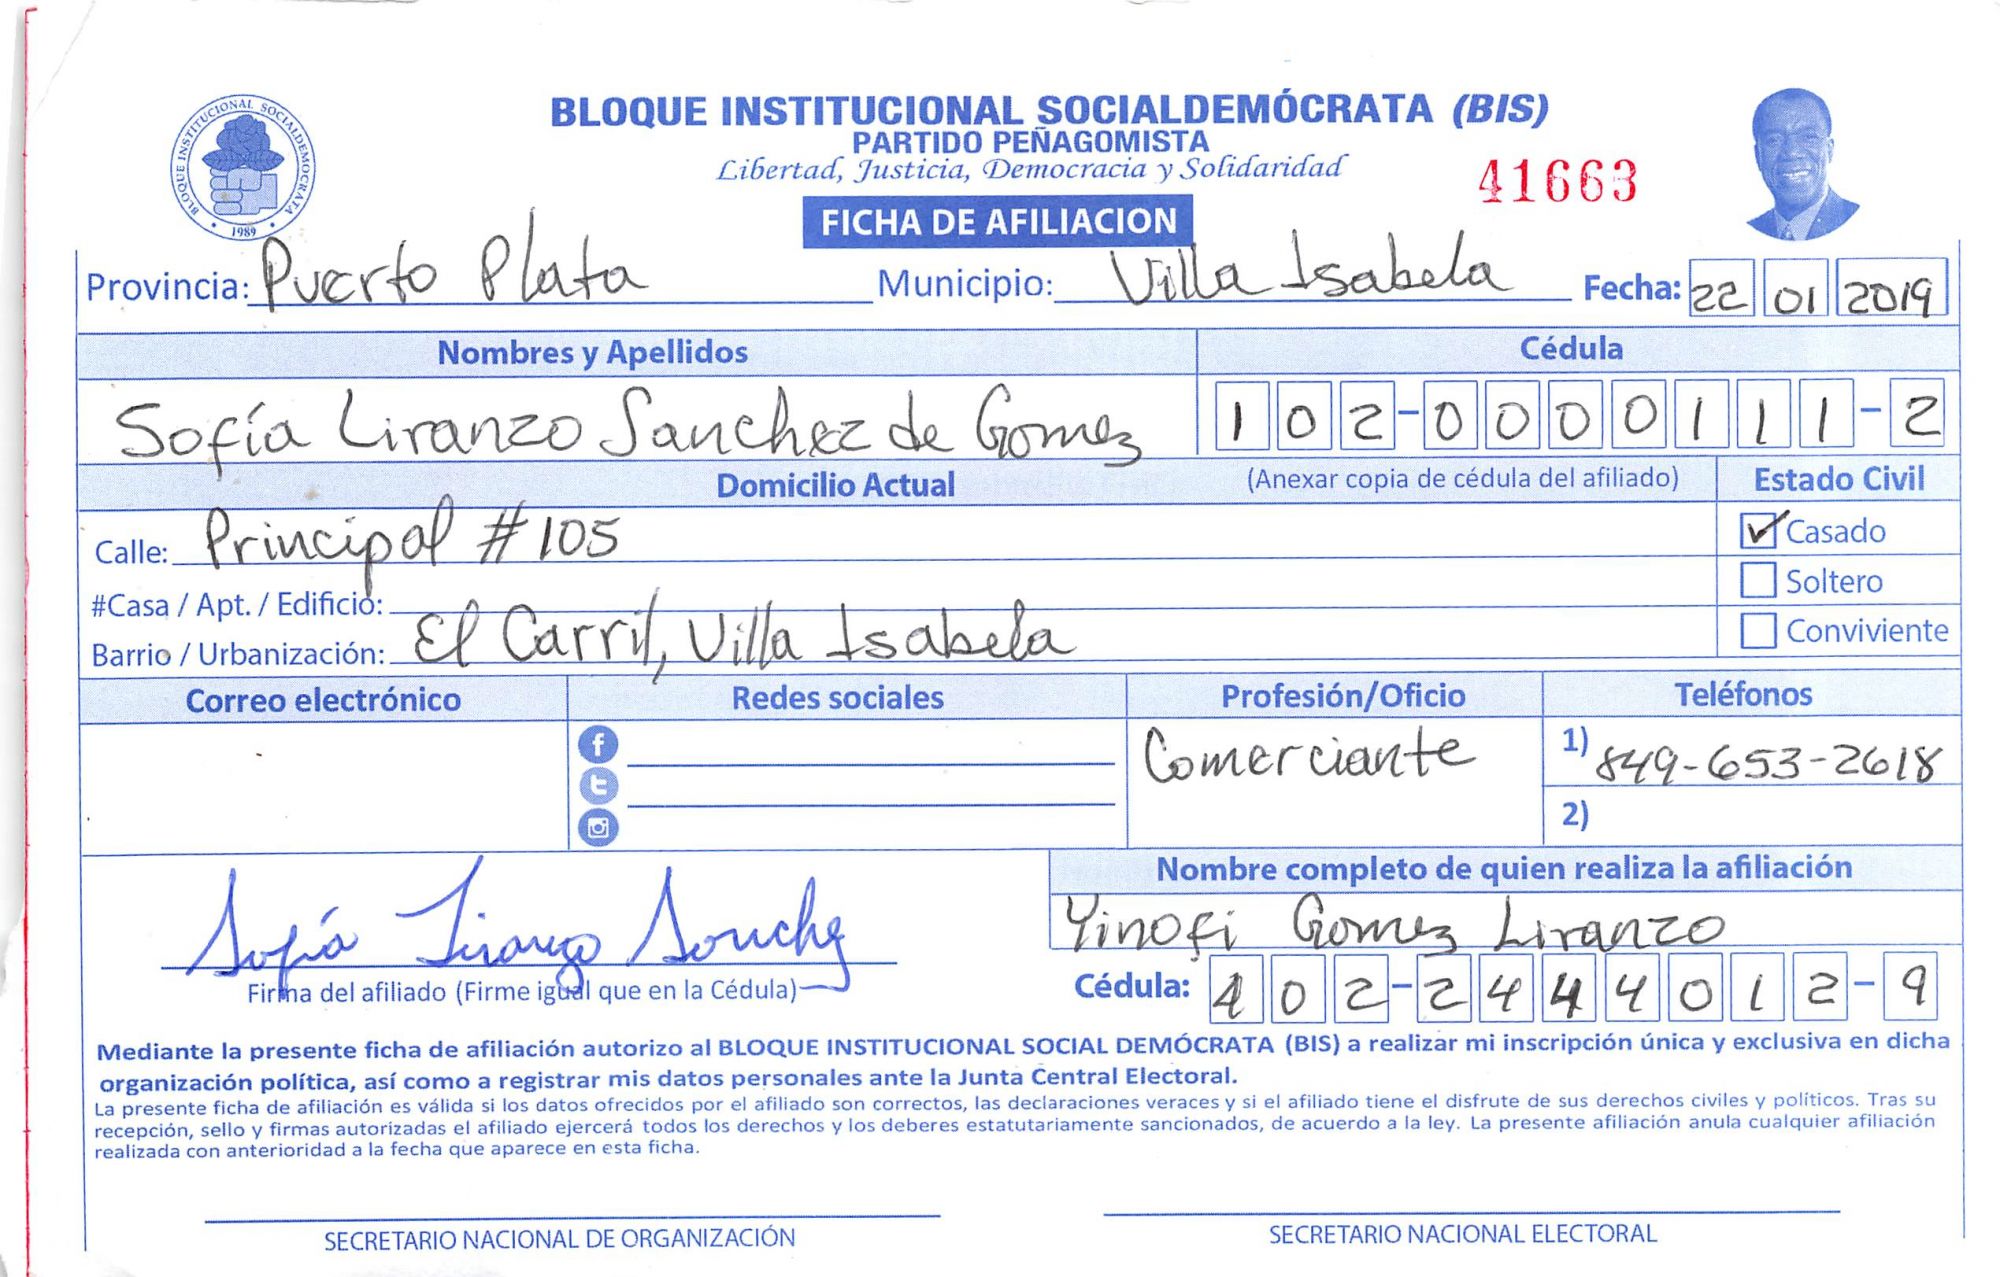 BLOQUE INSTITUCIONAL SOCIALDEMOCRATA
1989
BLOQUE INSTITUCIONAL SOCIALDEMÓCRATA (BIS)
PARTIDO PEÑAGOMISTA
Libertad, Justicia, Democracia y Solidaridad
41663
FICHA DE AFILIACION
Provincia: Puerto Plata Municipio: Villa Isabela Fecha: 22 01 2019
Nombres y Apellidos Cédula
Sofía Liranzo Sanchez de Gomez 102-0000111-2
Domicilio Actual (Anexar copia de cédula del afiliado) Estado Civil
Calle: Principal #105 Casado
#Casa / Apt. / Edificio: Soltero
Barrio / Urbanización: El Carril, Villa Isabela Conviviente
Correo electrónico Redes sociales Profesión/Oficio Teléfonos
Comerciante 1) 849-653-2618
2)
Nombre completo de quien realiza la afiliación
Sofía Liranzo Sanchez Yinofi Gomez Liranzo
Firma del afiliado (Firme igual que en la Cédula) Cédula: 402-2444012-9
Mediante la presente ficha de afiliación autorizo al BLOQUE INSTITUCIONAL SOCIAL DEMÓCRATA (BIS) a realizar mi inscripción única y exclusiva en dicha
organización política, así como a registrar mis datos personales ante la Junta Central Electoral.
La presente ficha de afiliación es válida si los datos ofrecidos por el afiliado son correctos, las declaraciones veraces y si el afiliado tiene el disfrute de sus derechos civiles y políticos. Tras su
recepción, sello y firmas autorizadas el afiliado ejercerá todos los derechos y los deberes estatutariamente sancionados, de acuerdo a la ley. La presente afiliación anula cualquier afiliación
realizada con anterioridad a la fecha que aparece en esta ficha.
SECRETARIO NACIONAL DE ORGANIZACIÓN SECRETARIO NACIONAL ELECTORAL